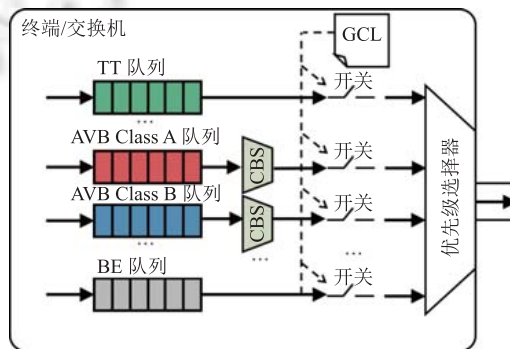 终端/交换机
GCL
TT 队列
开关
...
AVB Class A 队列
CBS
开关
AVB Class B 队列
CBS
开关
...
...
...
BE 队列
开关
优先级选择器